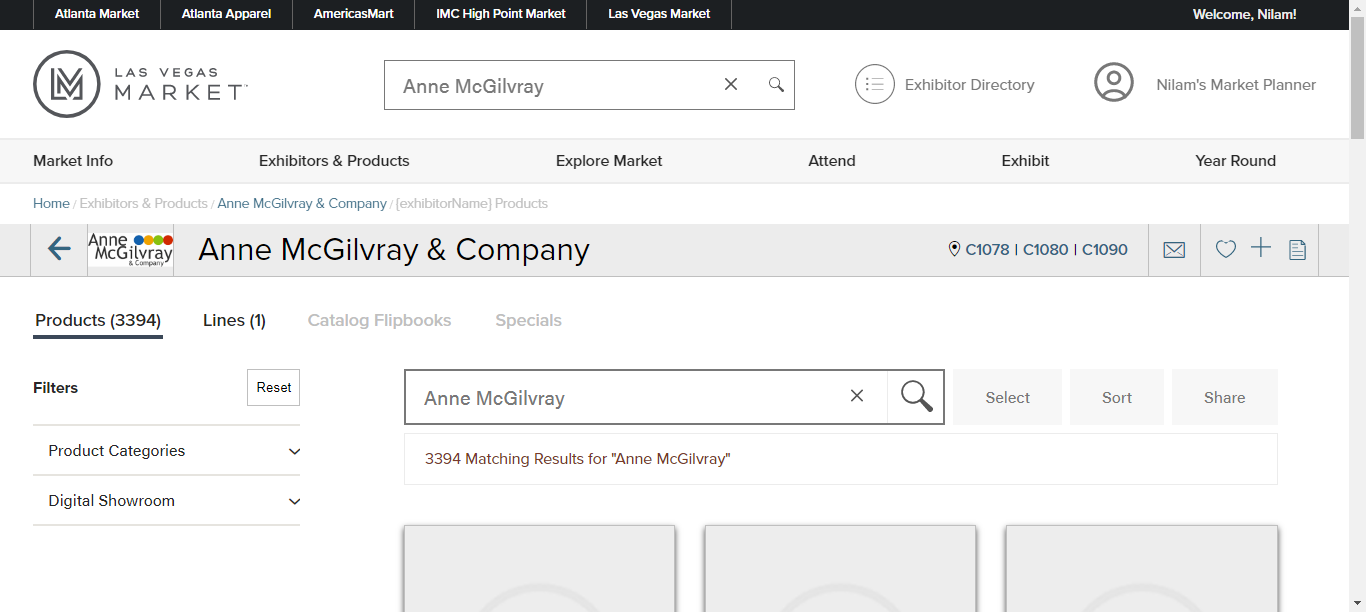 Atlanta Market Atlanta Apparel AmericasMart IMC High Point Market Las Vegas Market Welcome, Nilam!
LM LAS VEGAS
MARKET
Anne McGilvray
Exhibitor Directory
Nilam's Market Planner
Market Info Exhibitors & Products Explore Market Attend Exhibit Year Round
Home / Exhibitors & Products / Anne McGilvray & Company / [exhibitorName] Products
Anne
McGilvray
& Company
Anne McGilvray & Company
C1078 | C1080 | C1090
Products (3394) Lines (1) Catalog Flipbooks Specials
Filters
Reset
Product Categories
Digital Showroom
Anne McGilvray
Select Sort Share
3394 Matching Results for "Anne McGilvray"